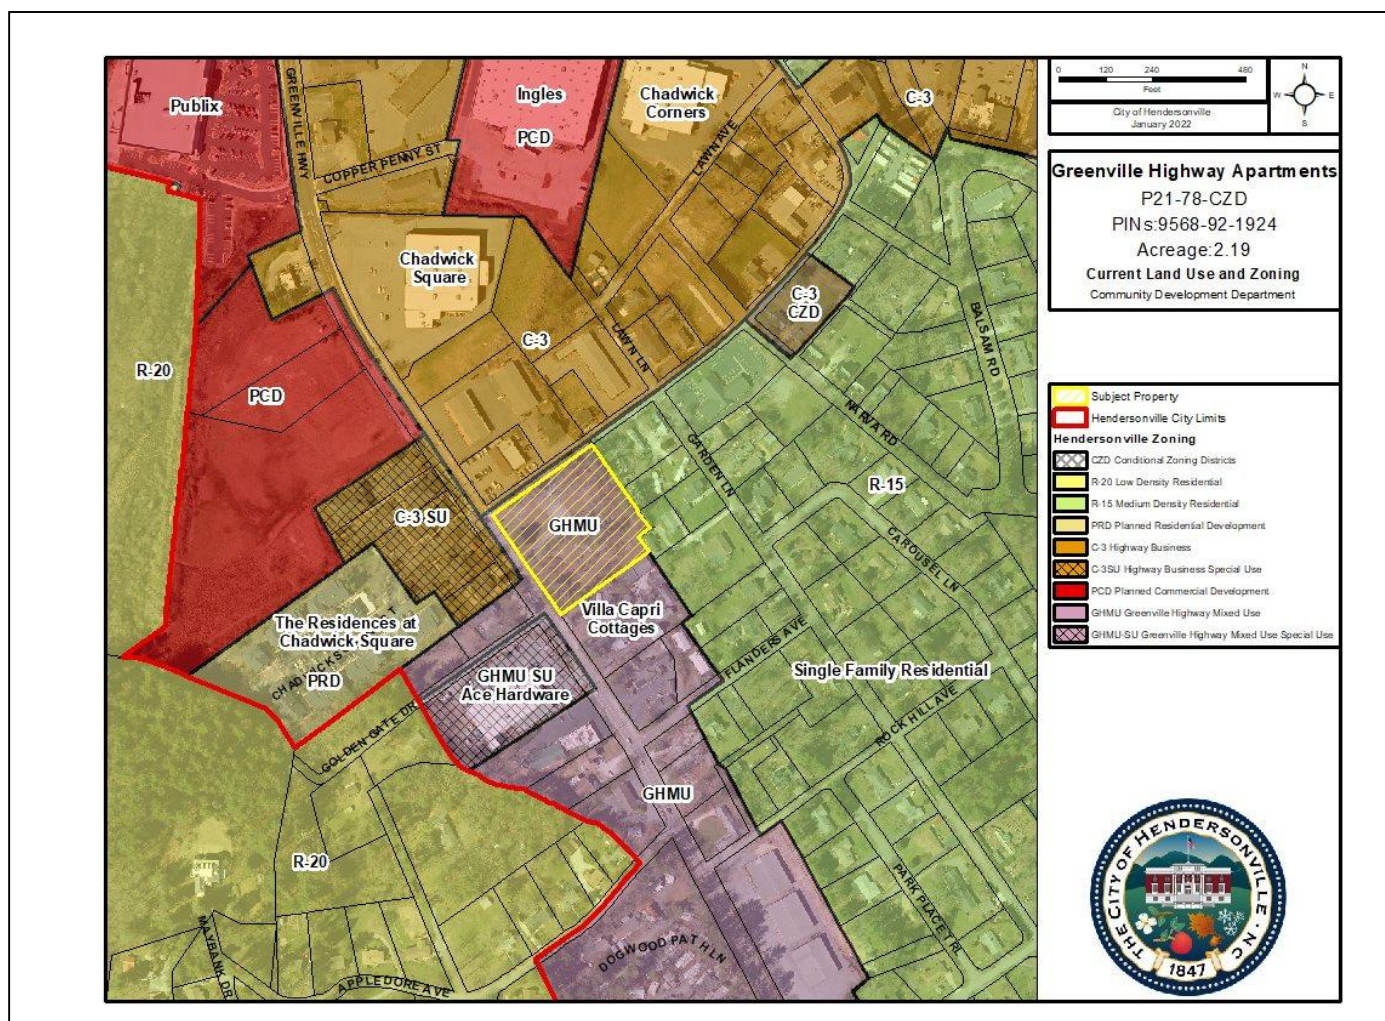 Publix
GREENVILLE HWY
COPPER PENNY ST
Ingles
PCD
Chadwick
Corners
LAWN AVE
C-3
Chadwick
Square
C-3
LAWN LN
C-3
CZD
BALSAM RD
R-20
PCD
NARVA RD
GARDEN LN
R-15
C-3 SU
GHMU
CAROUSEL LN
The Residences at
Chadwick Square
PRD
Villa Capri
Cottages
FLANDERS AVE
Single Family Residential
GHMU SU
Ace Hardware
GOLDEN GATE DR
ROCK HILL AVE
GHMU
R-20
MAYBANK DR
APPLEDORE AVE
DOGWOOD PATH LN
PARK PLACE TRL
0 120 240 480
Feet
N
W E
S
City of Hendersonville
January 2022
Greenville Highway Apartments
P21-78-CZD
PINs:9568-92-1924
Acreage:2.19
Current Land Use and Zoning
Community Development Department
Subject Property
Hendersonville City Limits
Hendersonville Zoning
CZD Conditional Zoning Districts
R-20 Low Density Residential
R-15 Medium Density Residential
PRD Planned Residential Development
C-3 Highway Business
C-3SU Highway Business Special Use
PCD Planned Commercial Development
GHMU Greenville Highway Mixed Use
GHMU-SU Greenville Highway Mixed Use Special Use
THE CITY OF HENDERSONVILLE, NC
1847